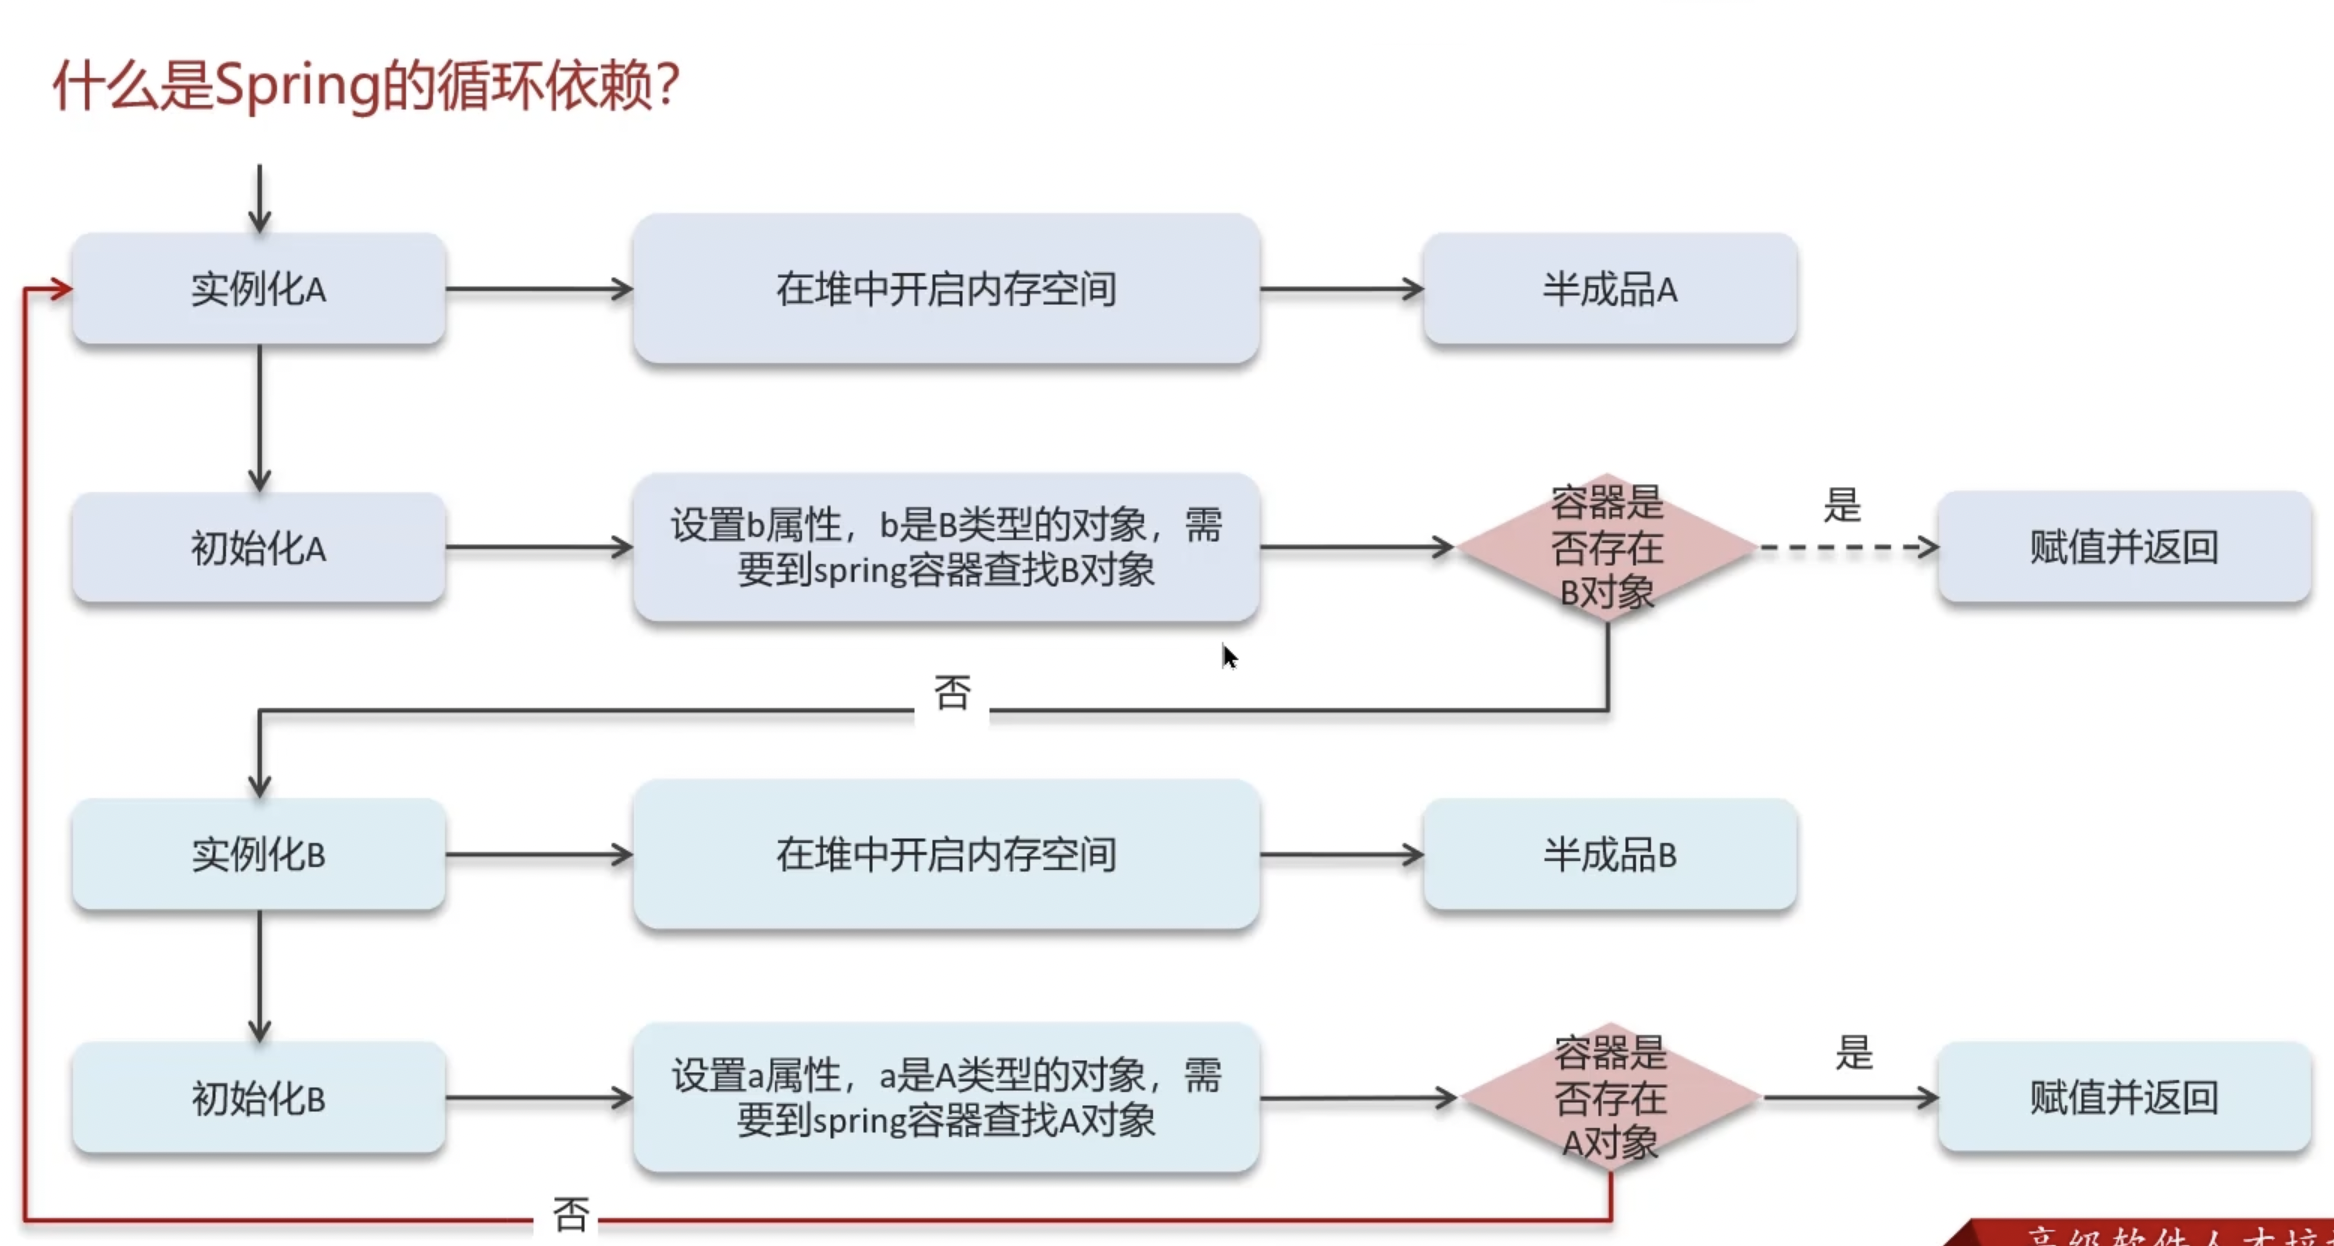 什么是Spring的循环依赖?
实例化A
在堆中开启内存空间
半成品A
初始化A
设置b属性，b是B类型的对象，需
要到spring容器查找B对象
容器是
否存在
B对象
是
赋值并返回
否
实例化B
在堆中开启内存空间
半成品B
初始化B
设置a属性，a是A类型的对象，需
要到spring容器查找A对象
容器是
否存在
A对象
是
赋值并返回
否
高级软件人才培